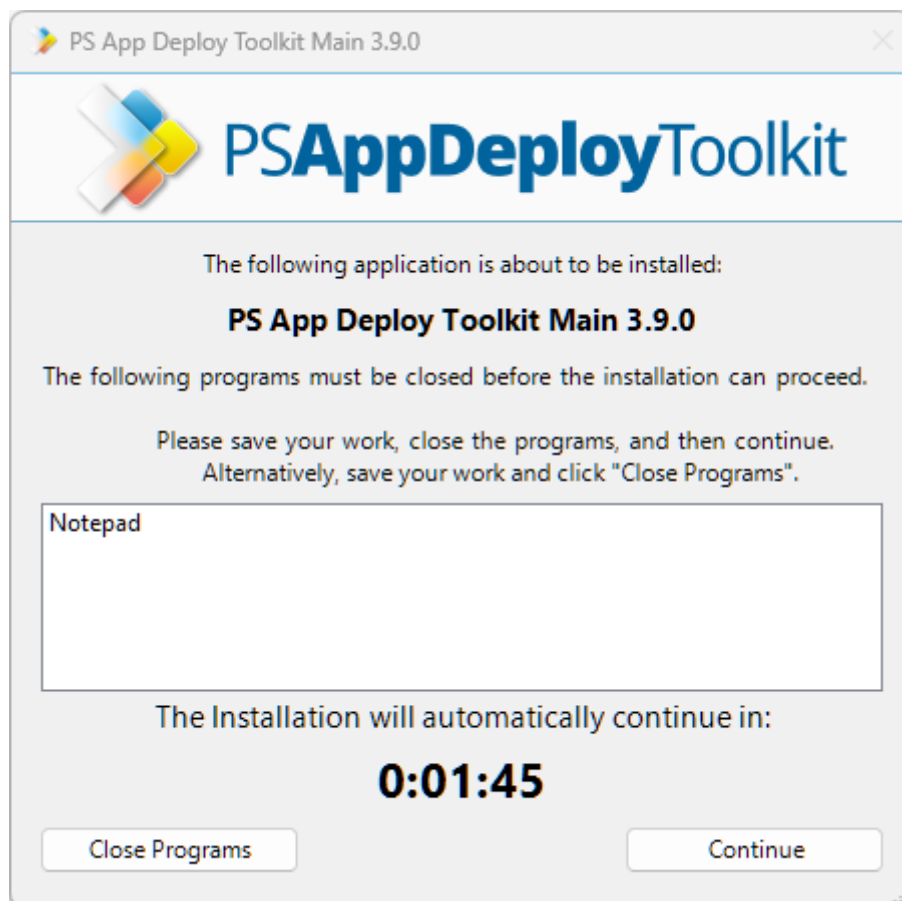 PS App Deploy Toolkit Main 3.9.0
PSAppDeployToolkit
The following application is about to be installed:
PS App Deploy Toolkit Main 3.9.0
The following programs must be closed before the installation can proceed.
Please save your work, close the programs, and then continue.
Alternatively, save your work and click "Close Programs".
Notepad
The Installation will automatically continue in:
0:01:45
Close Programs
Continue